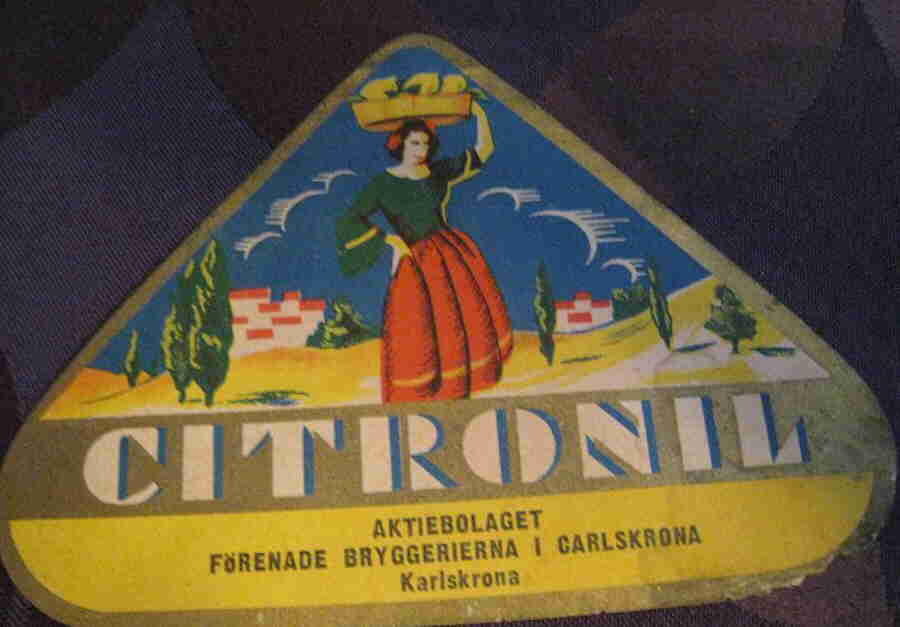 CITRONIL
AKTIEBOLAGET
FÖRENADE BRYGGERIERNA I CARLSKRONA
Karlskrona